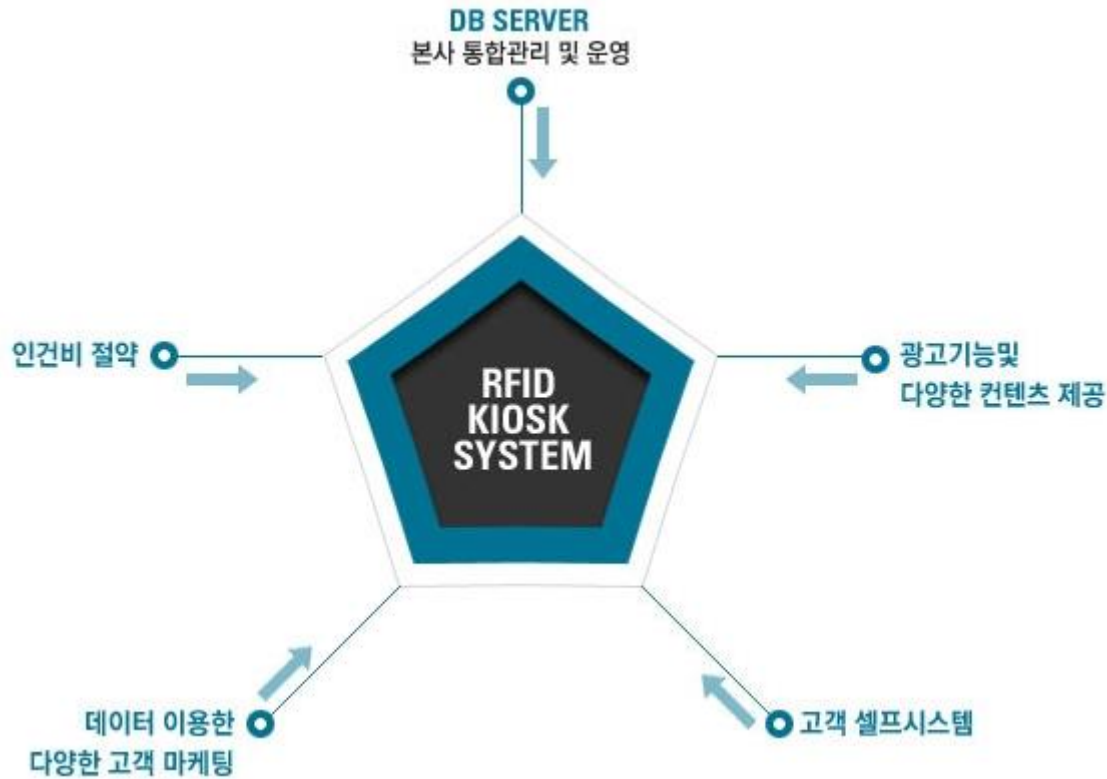 DB SERVER
본사 통합관리 및 운영
인건비 절약
광고기능및
다양한 컨텐츠 제공
RFID
KIOSK
SYSTEM
데이터 이용한
다양한 고객 마케팅
고객 셀프시스템